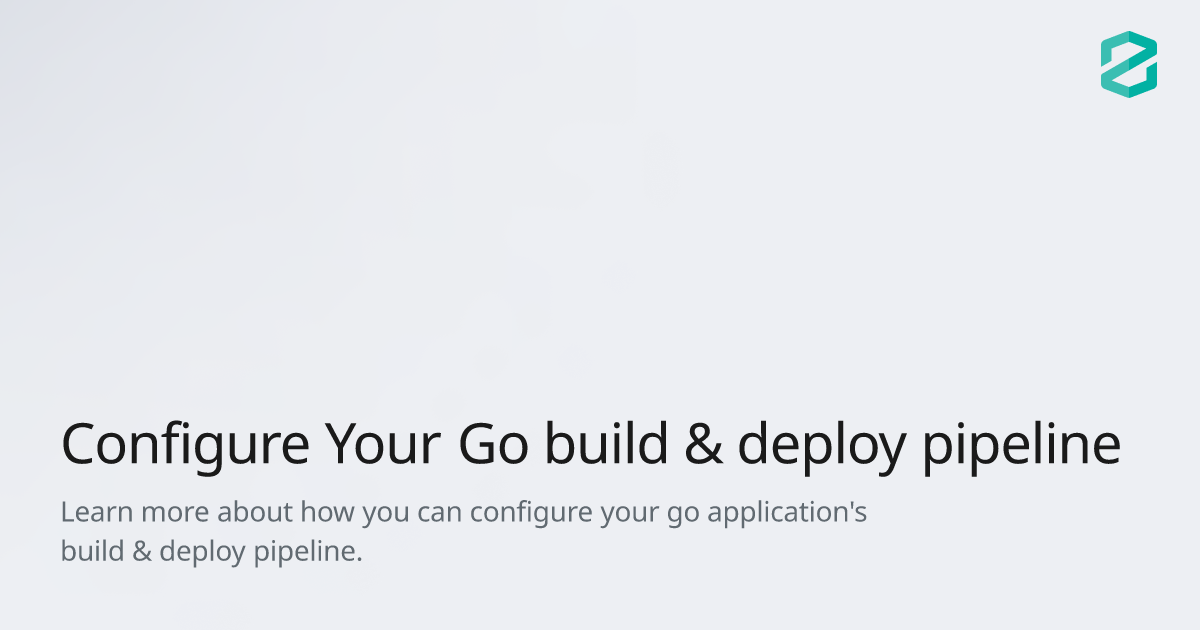 Configure Your Go build & deploy pipeline
Learn more about how you can configure your go application's
build & deploy pipeline.